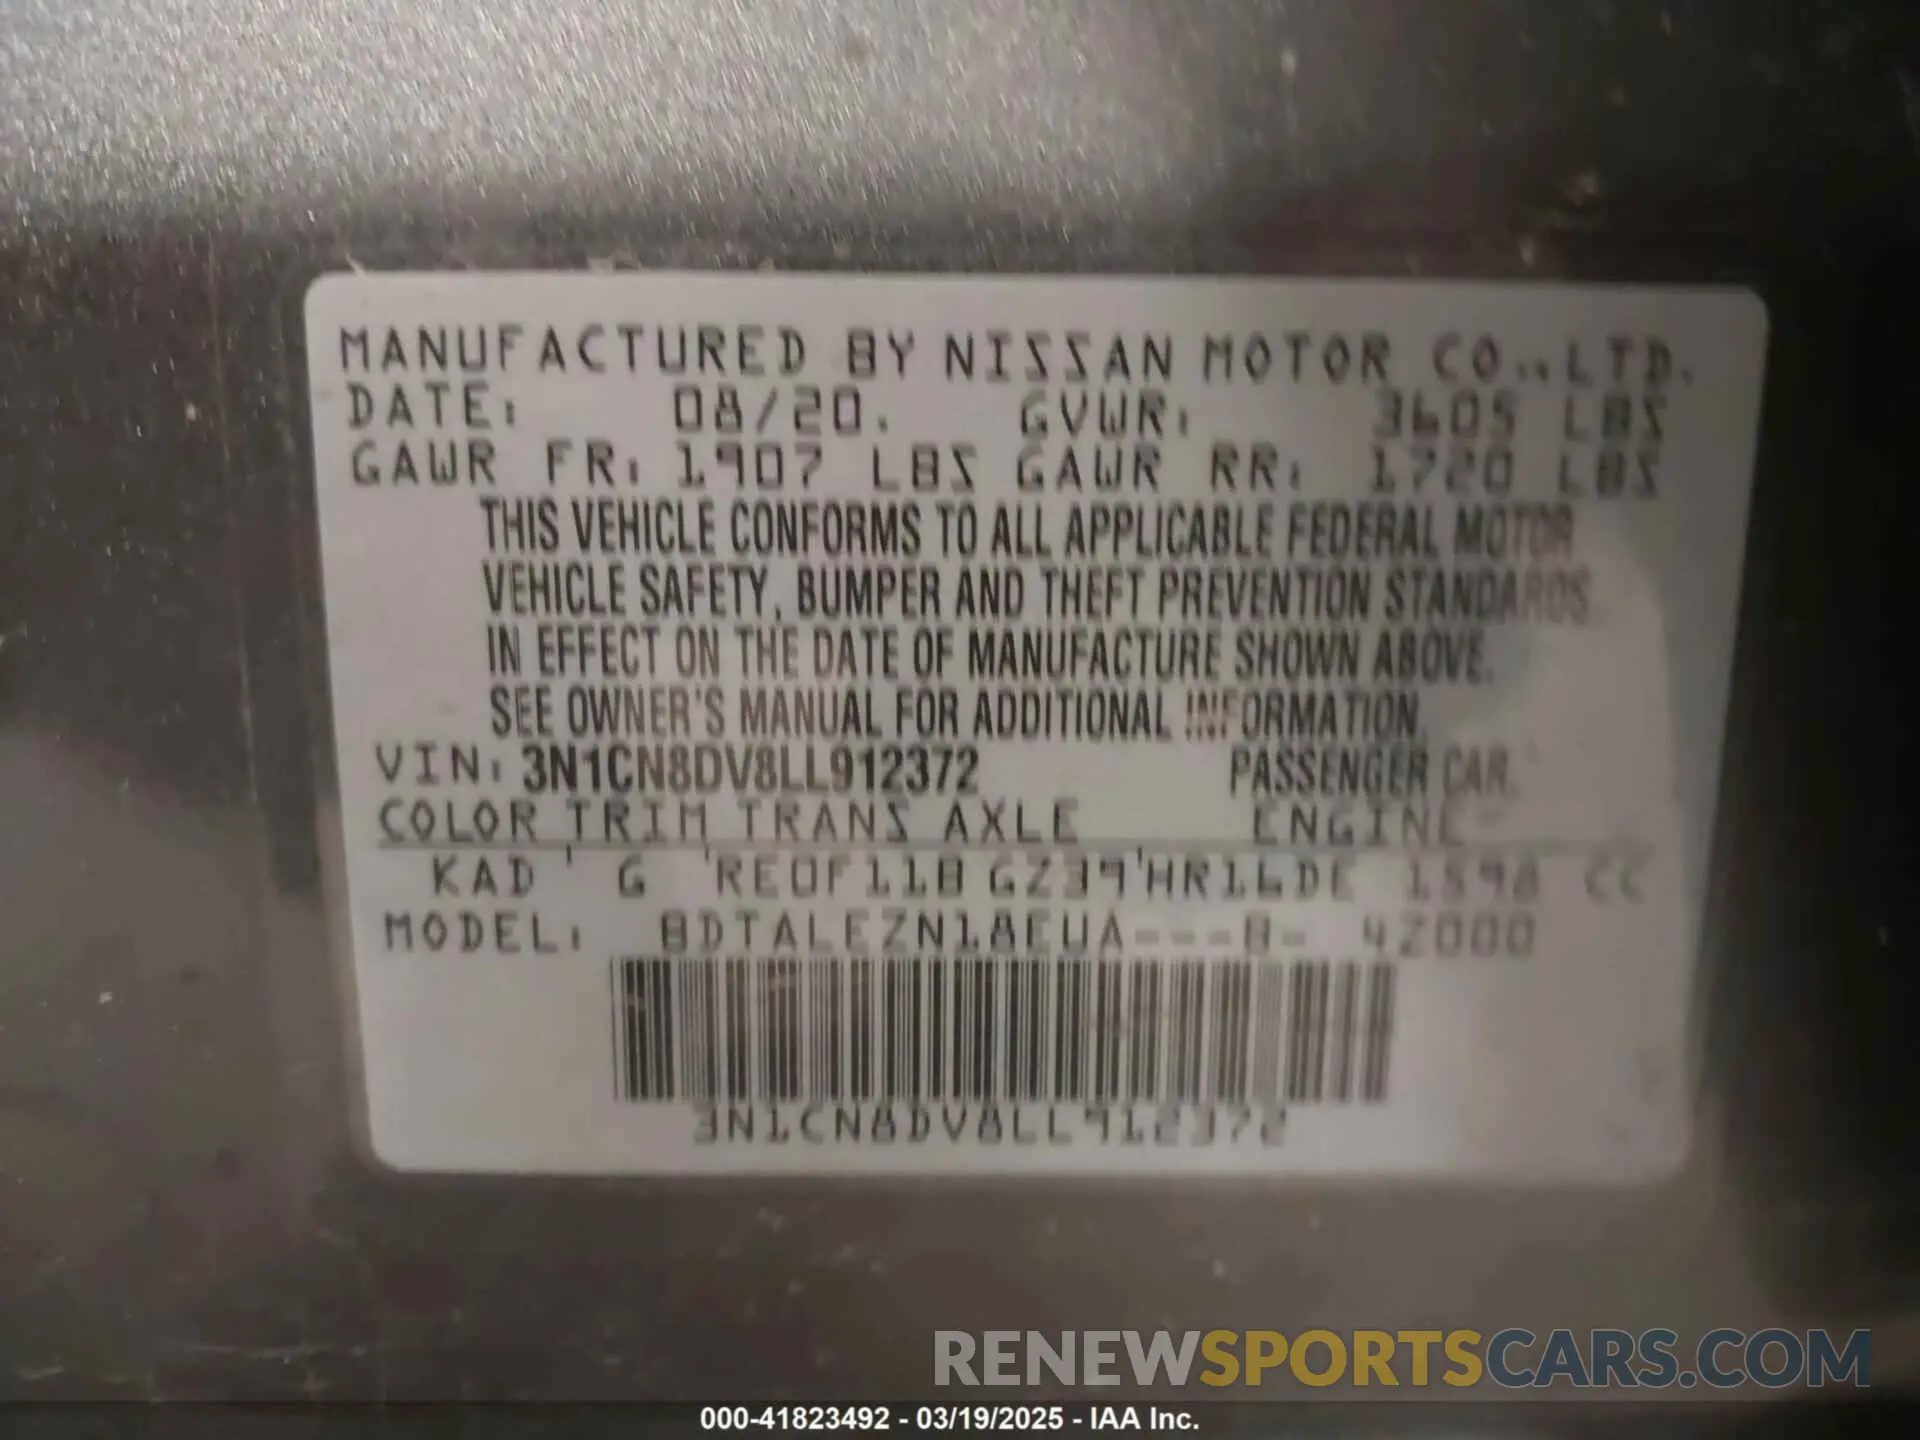 MANUFACTURED BY NISSAN MOTOR CO.,LTD.
DATE: 08/20. GVWR: 3605 LBS
GAWR FR: 1907 LBS GAWR RR: 1720 LBS
THIS VEHICLE CONFORMS TO ALL APPLICABLE FEDERAL MOTOR
VEHICLE SAFETY, BUMPER AND THEFT PREVENTION STANDARDS
IN EFFECT ON THE DATE OF MANUFACTURE SHOWN ABOVE.
SEE OWNER'S MANUAL FOR ADDITIONAL INFORMATION.
VIN: 3N1CN8DV8LL912372 PASSENGER CAR.
COLOR TRIM TRANS AXLE ENGINE
KAD G RE0F11B GZ39 HR16DE 1598 CC
MODEL: BDTALEZN18EUA---B- 4Z000
3N1CN8DV8LL912372
RENEWSPORTSCARS.COM
000-41823492 - 03/19/2025 - IAA Inc.